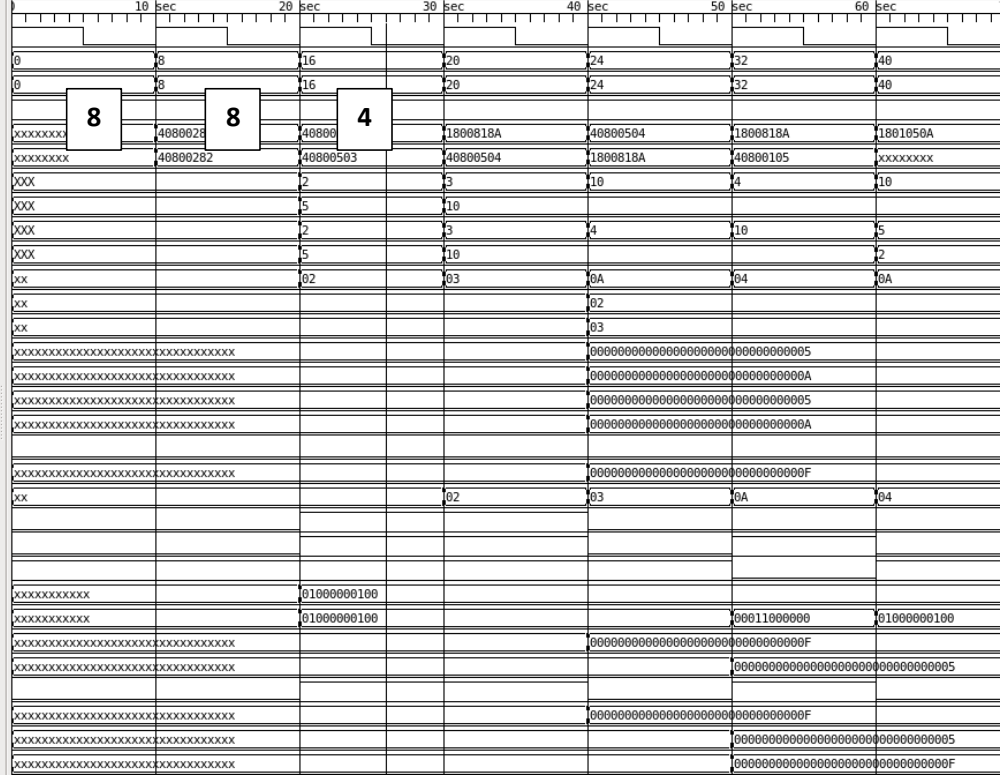 10 sec 20 sec 30 sec 40 sec 50 sec 60 sec
0 8 16 20 24 32 40
0 8 16 20 24 32 40
8 8 4
xxxxxxxx 4080028 40800 1800818A 40800504 1800818A 1801050A
xxxxxxxx 40800282 40800503 40800504 1800818A 40800105 xxxxxxxx
XXX 2 3 10 4 10
XXX 5 10
XXX 2 3 4 10 5
XXX 5 10 2
xx 02 03 0A 04 0A
xx 02
xx 03
xxxxxxxxxxxxxxxxxxxxxxxxxxxxxxxx 00000000000000000000000000000005
xxxxxxxxxxxxxxxxxxxxxxxxxxxxxxxx 0000000000000000000000000000000A
xxxxxxxxxxxxxxxxxxxxxxxxxxxxxxxx 00000000000000000000000000000005
xxxxxxxxxxxxxxxxxxxxxxxxxxxxxxxx 0000000000000000000000000000000A
xxxxxxxxxxxxxxxxxxxxxxxxxxxxxxxx 0000000000000000000000000000000F
xx 02 03 0A 04
xxxxxxxxxxx 01000000100
xxxxxxxxxxx 01000000100 00011000000 01000000100
xxxxxxxxxxxxxxxxxxxxxxxxxxxxxxxx 0000000000000000000000000000000F
xxxxxxxxxxxxxxxxxxxxxxxxxxxxxxxx 00000000000000000000000000000005
xxxxxxxxxxxxxxxxxxxxxxxxxxxxxxxx 0000000000000000000000000000000F
xxxxxxxxxxxxxxxxxxxxxxxxxxxxxxxx 00000000000000000000000000000005
xxxxxxxxxxxxxxxxxxxxxxxxxxxxxxxx 0000000000000000000000000000000F